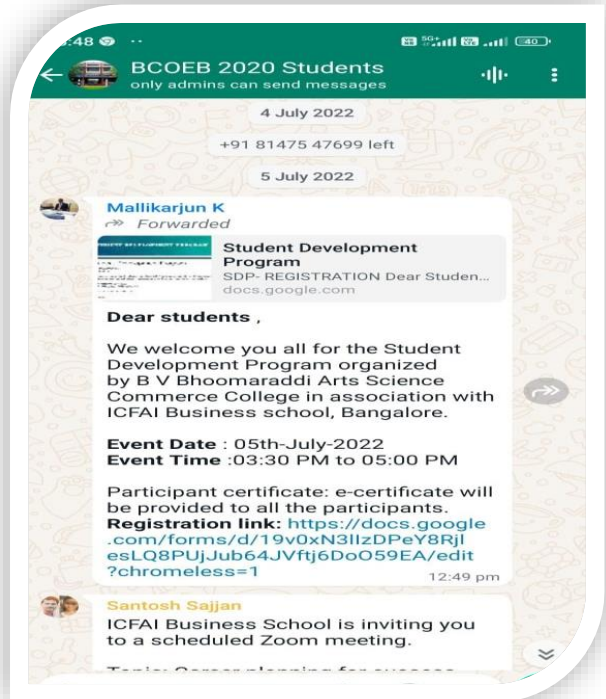 :48
5G+
40
BCOEB 2020 Students
only admins can send messages
4 July 2022
+91 81475 47699 left
5 July 2022
Mallikarjun K
Forwarded
Student Development
Program
SDP- REGISTRATION Dear Studen...
docs.google.com
Dear students ,
We welcome you all for the Student
Development Program organized
by B V Bhoomaraddi Arts Science
Commerce College in association with
ICFAI Business school, Bangalore.
Event Date : 05th-July-2022
Event Time :03:30 PM to 05:00 PM
Participant certificate: e-certificate will
be provided to all the participants.
Registration link: https://docs.google
.com/forms/d/19v0xN3lIzDPeY8Rjl
esLQ8PUjJub64JVftj6DoO59EA/edit
?chromeless=1
12:49 pm
Santosh Sajjan
ICFAI Business School is inviting you
to a scheduled Zoom meeting.